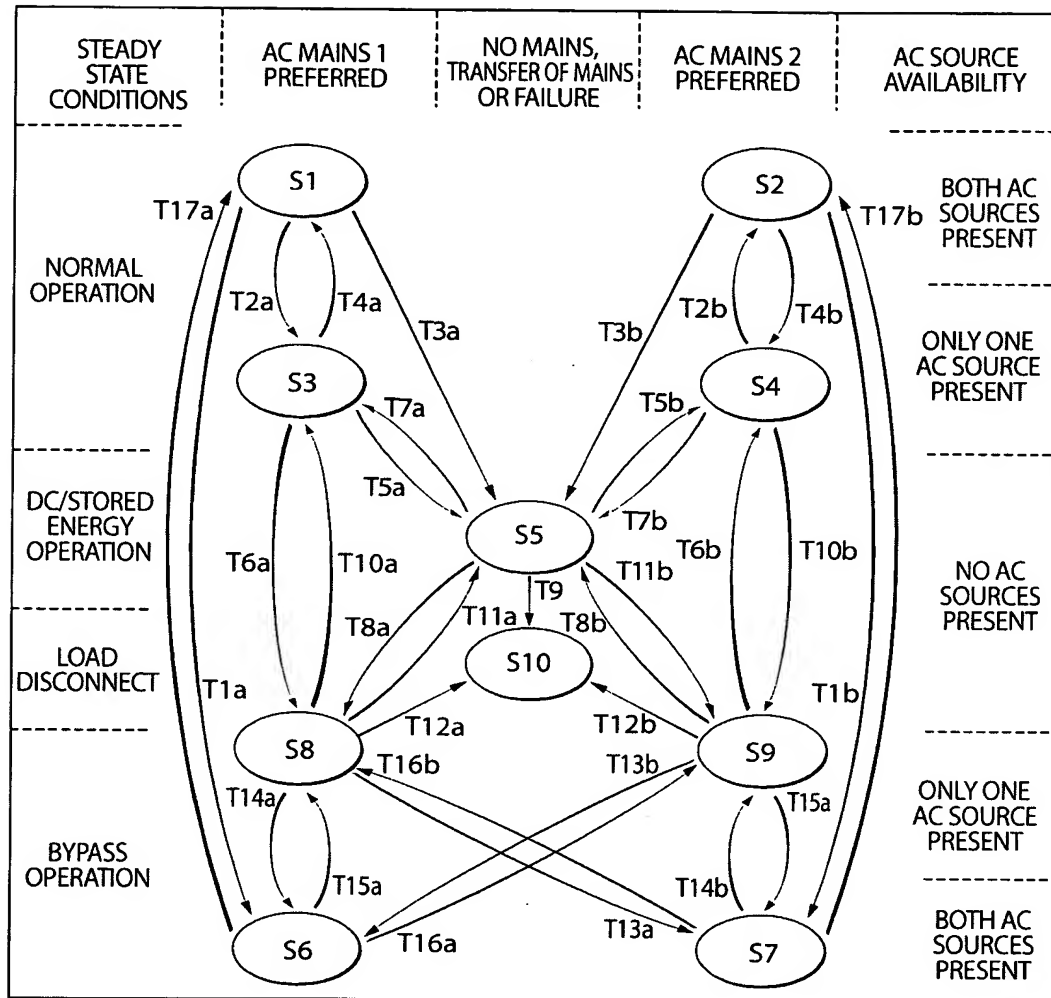 STEADY
STATE
CONDITIONS
AC MAINS 1
PREFERRED
NO MAINS,
TRANSFER OF MAINS
OR FAILURE
AC MAINS 2
PREFERRED
AC SOURCE
AVAILABILITY
NORMAL
OPERATION
DC/STORED
ENERGY
OPERATION
LOAD
DISCONNECT
BYPASS
OPERATION
S1
S2
T17a
T17b
T2a
T4a
T3a
T3b
T2b
T4b
S3
S4
T7a
T5b
T5a
T7b
S5
T6a
T10a
T9
T11b
T6b
T10b
T8a
T11a
T8b
S10
T1a
T1b
T12a
T12b
S8
S9
T16b
T13b
T14a
T15a
T15a
T14b
T16a
T13a
S6
S7
BOTH AC
SOURCES
PRESENT
ONLY ONE
AC SOURCE
PRESENT
NO AC
SOURCES
PRESENT
ONLY ONE
AC SOURCE
PRESENT
BOTH AC
SOURCES
PRESENT